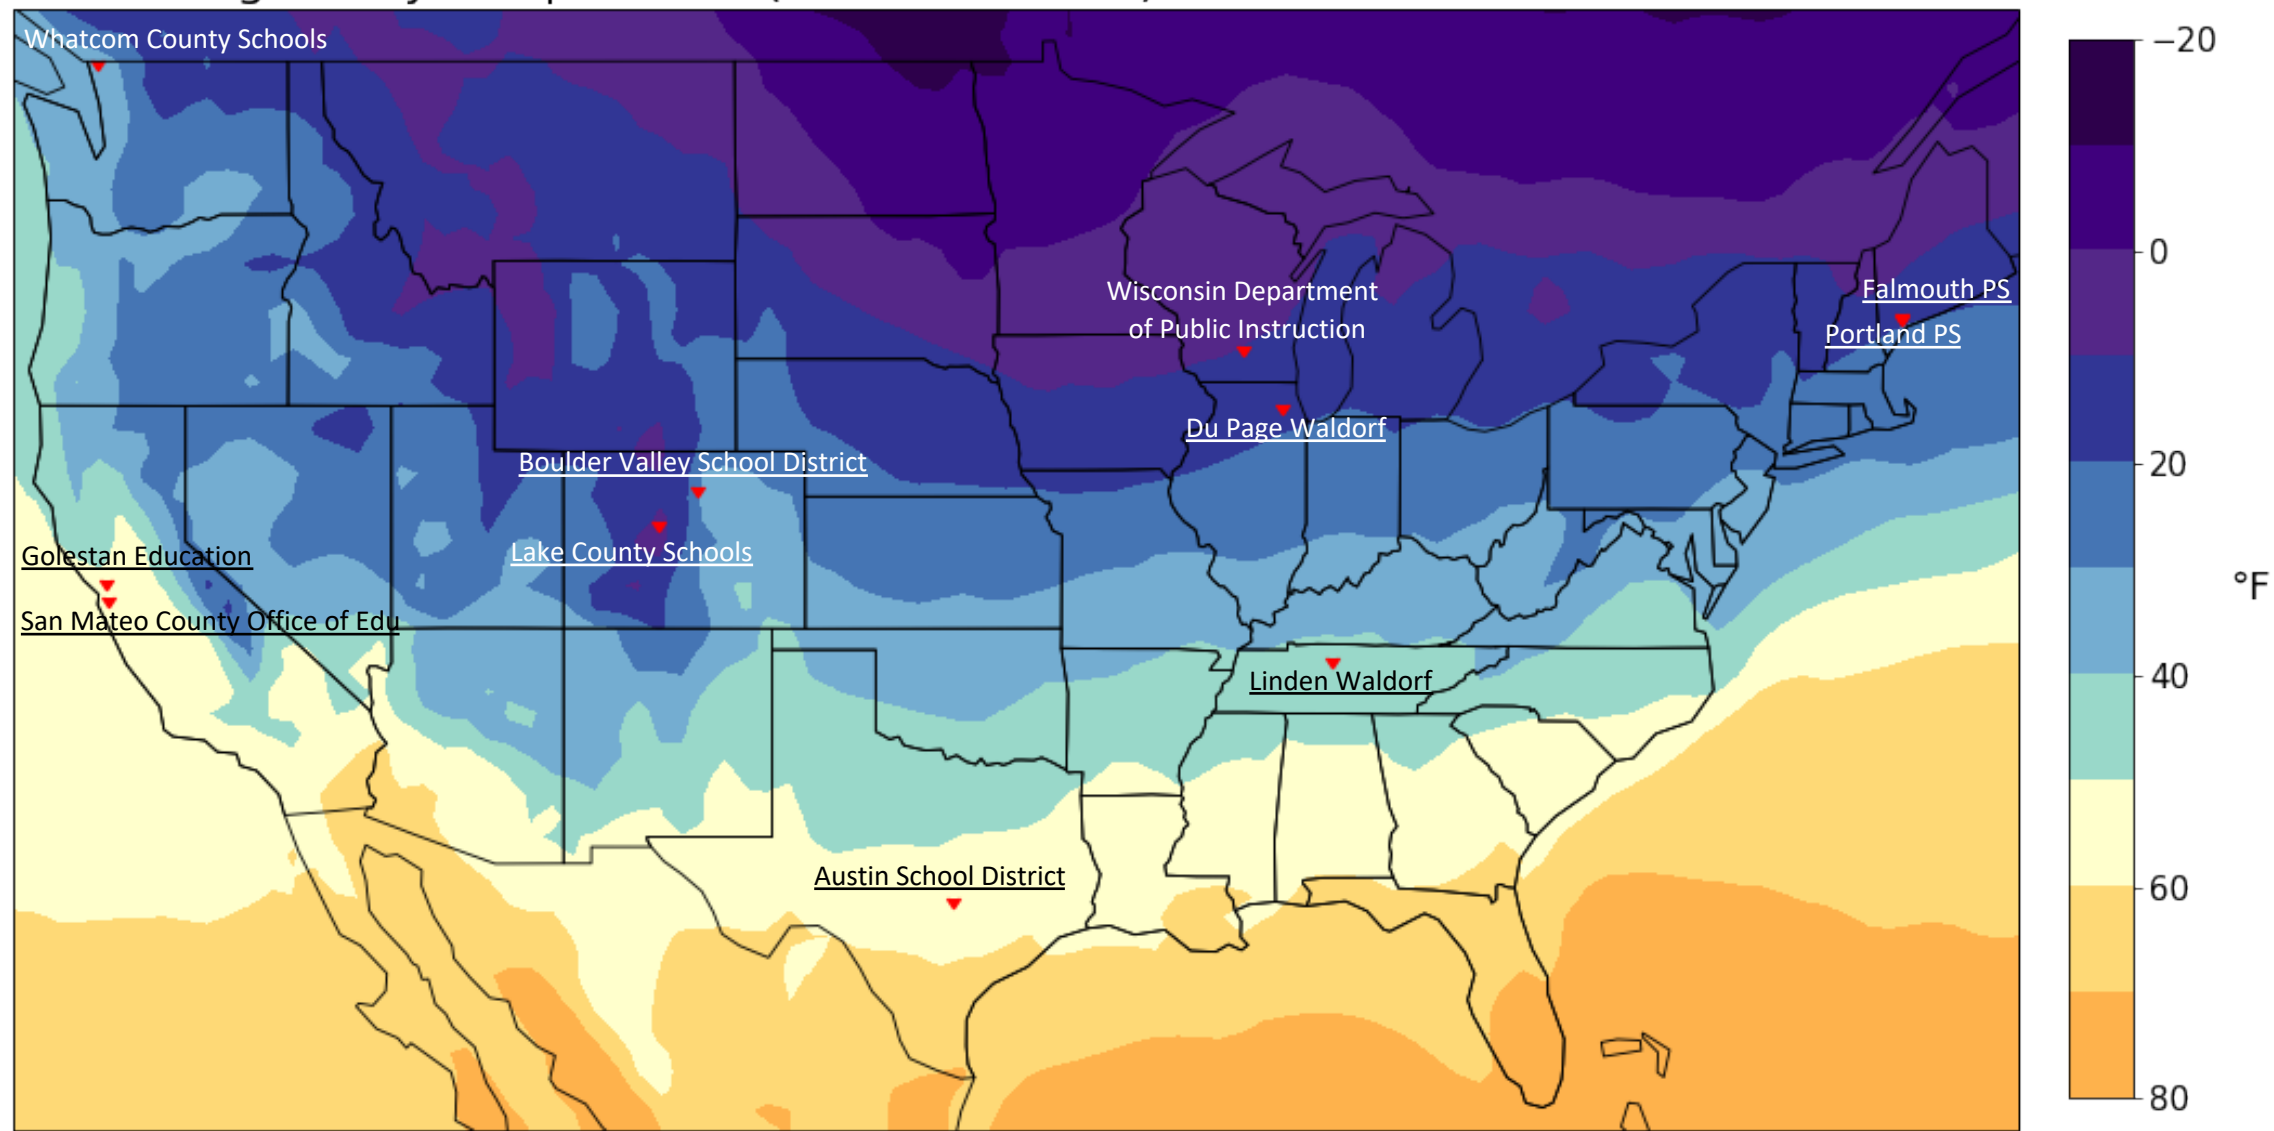 Whatcom County Schools
−20
0
Wisconsin Department
of Public Instruction
Falmouth PS
Portland PS
Du Page Waldorf
Boulder Valley School District
20
Lake County Schools
Golestan Education
°F
San Mateo County Office of Edu
Linden Waldorf
40
Austin School District
60
80